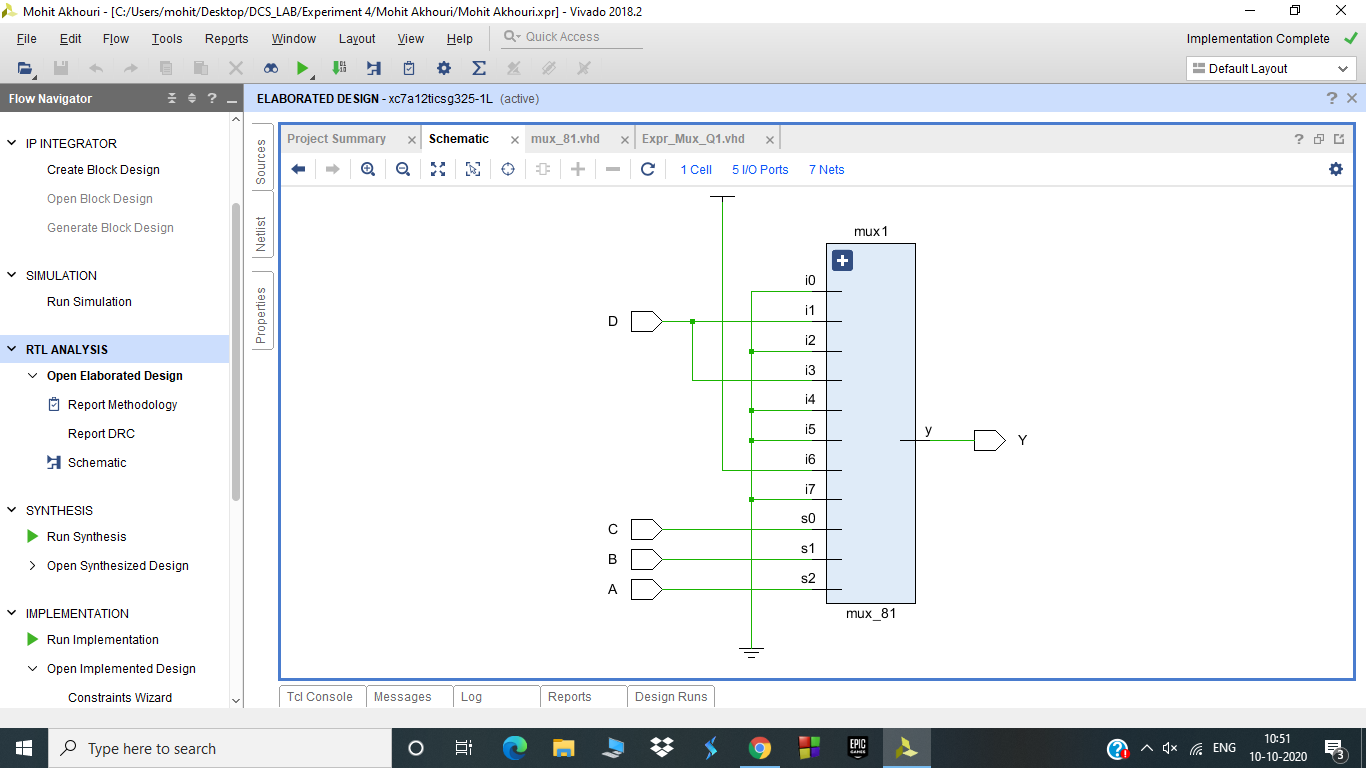 Mohit Akhouri - [C:/Users/mohit/Desktop/DCS_LAB/Experiment 4/Mohit Akhouri/Mohit Akhouri.xpr] - Vivado 2018.2
File Edit Flow Tools Reports Window Layout View Help Quick Access Implementation Complete
Default Layout
Flow Navigator
ELABORATED DESIGN - xc7a12ticsg325-1L (active)
IP INTEGRATOR
Create Block Design
Open Block Design
Generate Block Design
SIMULATION
Run Simulation
RTL ANALYSIS
Open Elaborated Design
Report Methodology
Report DRC
Schematic
SYNTHESIS
Run Synthesis
Open Synthesized Design
IMPLEMENTATION
Run Implementation
Open Implemented Design
Constraints Wizard
Sources
Netlist
Properties
Project Summary Schematic mux_81.vhd Expr_Mux_Q1.vhd
1 Cell 5 I/O Ports 7 Nets
mux1
i0
i1
D
i2
i3
i4
i5
y
Y
i6
i7
s0
C
s1
B
s2
A
mux_81
Tcl Console Messages Log Reports Design Runs
Type here to search
EPIC
GAMES
ENG
10:51
10-10-2020
3